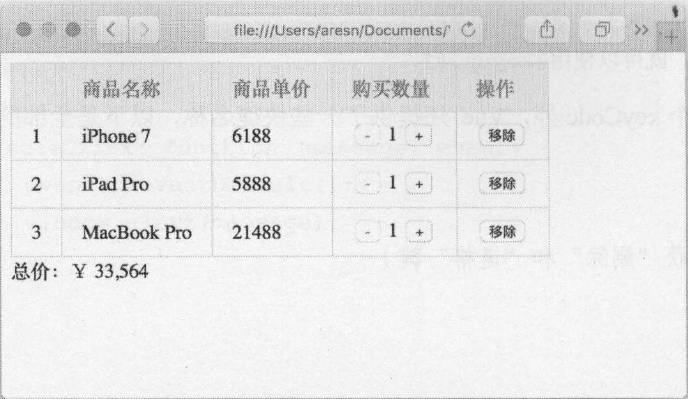 file:///Users/aresn/Documents/
商品名称 商品单价 购买数量 操作
1 iPhone 7 6188 - 1 + 移除
2 iPad Pro 5888 - 1 + 移除
3 MacBook Pro 21488 - 1 + 移除
总价：￥ 33,564